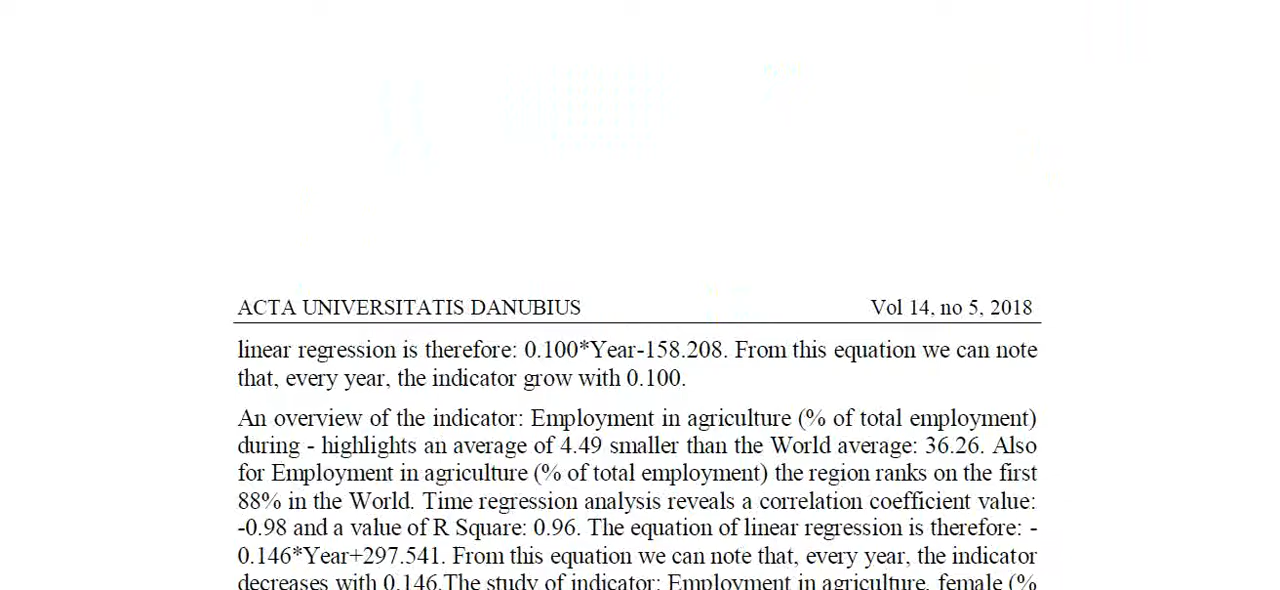 ACTA UNIVERSITATIS DANUBIUS Vol 14, no 5, 2018
linear regression is therefore: 0.100*Year-158.208. From this equation we can note
that, every year, the indicator grow with 0.100.
An overview of the indicator: Employment in agriculture (% of total employment)
during - highlights an average of 4.49 smaller than the World average: 36.26. Also
for Employment in agriculture (% of total employment) the region ranks on the first
88% in the World. Time regression analysis reveals a correlation coefficient value:
-0.98 and a value of R Square: 0.96. The equation of linear regression is therefore: -
0.146*Year+297.541. From this equation we can note that, every year, the indicator
decreases with 0.146.The study of indicator: Employment in agriculture, female (%